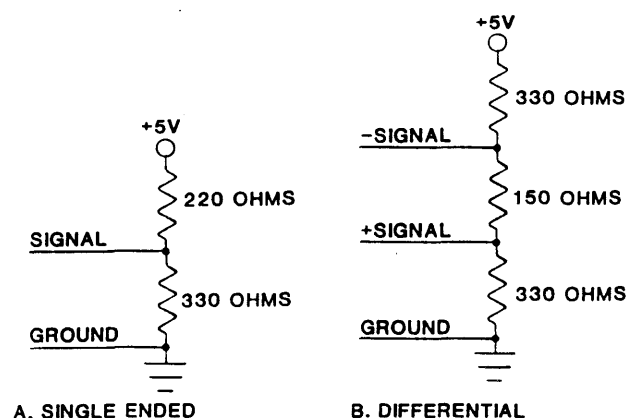 +5V
220 OHMS
SIGNAL
330 OHMS
GROUND
A. SINGLE ENDED
+5V
330 OHMS
-SIGNAL
150 OHMS
+SIGNAL
330 OHMS
GROUND
B. DIFFERENTIAL